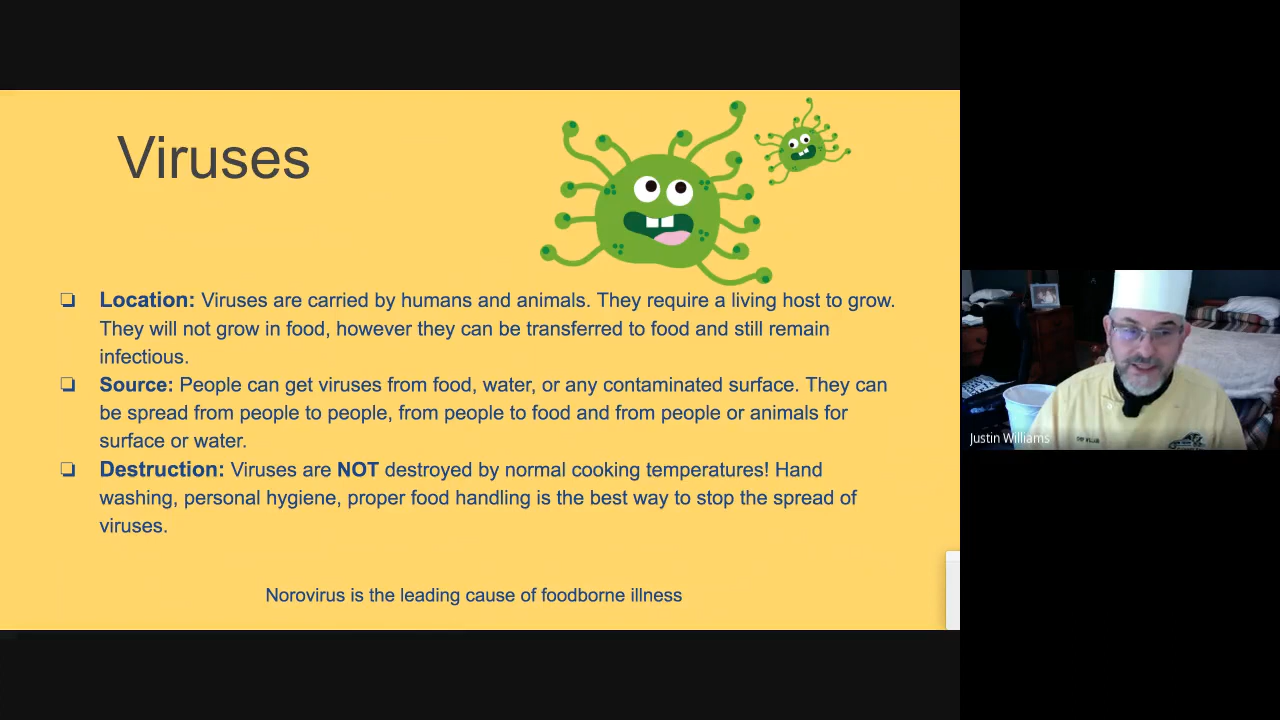 Viruses
❏ Location: Viruses are carried by humans and animals. They require a living host to grow.
They will not grow in food, however they can be transferred to food and still remain
infectious.
❏ Source: People can get viruses from food, water, or any contaminated surface. They can
be spread from people to people, from people to food and from people or animals for
surface or water.
❏ Destruction: Viruses are NOT destroyed by normal cooking temperatures! Hand
washing, personal hygiene, proper food handling is the best way to stop the spread of
viruses.
Norovirus is the leading cause of foodborne illness
Justin Williams